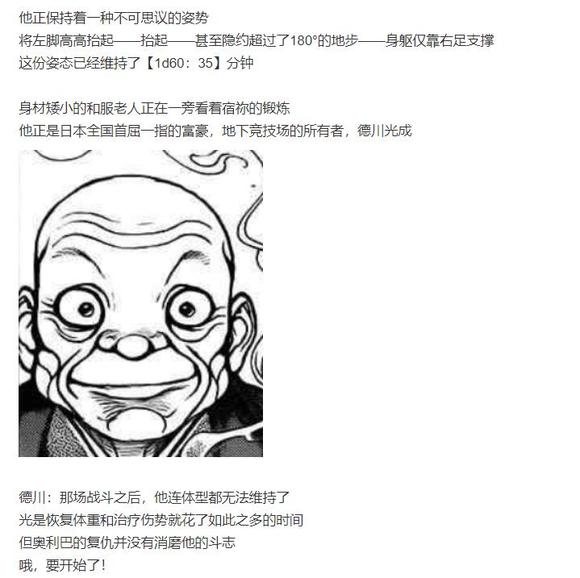 他正保持着一种不可思议的姿势
将左脚高高抬起——抬起——甚至隐约超过了180°的地步——身躯仅靠右足支撑
这份姿态已经维持了【1d60：35】分钟
身材矮小的和服老人正在一旁看着宿祢的锻炼
他正是日本全国首屈一指的富豪，地下竞技场的所有者，德川光成
德川：那场战斗之后，他连体型都无法维持了
光是恢复体重和治疗伤势就花了如此之多的时间
但奥利巴的复仇并没有消磨他的斗志
哦，要开始了！